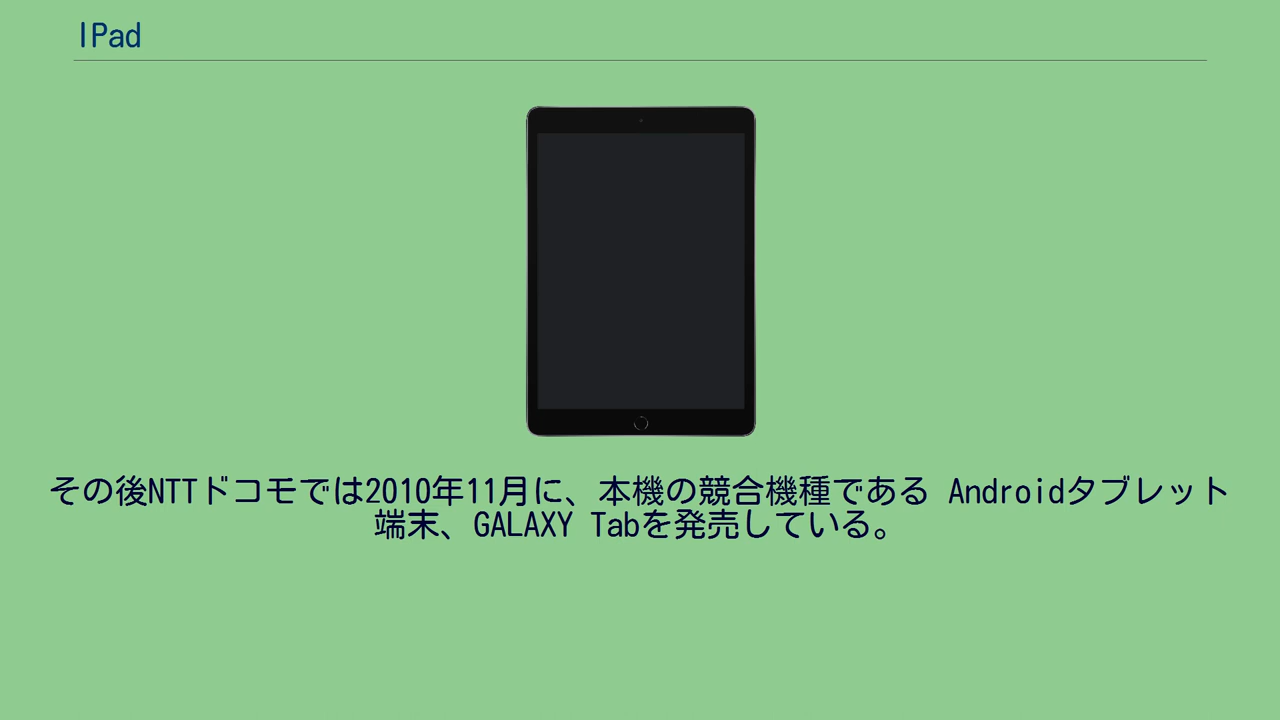 IPad
その後NTTドコモでは2010年11月に、本機の競合機種である Androidタブレット
端末、GALAXY Tabを発売している。